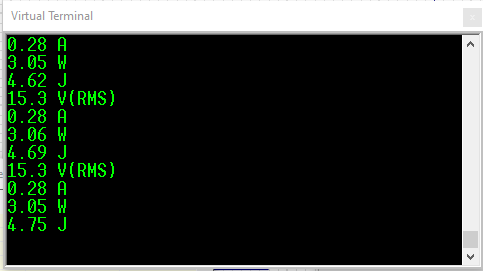 Virtual Terminal
0.28 A
3.05 W
4.62 J
15.3 V(RMS)
0.28 A
3.06 W
4.69 J
15.3 V(RMS)
0.28 A
3.05 W
4.75 J